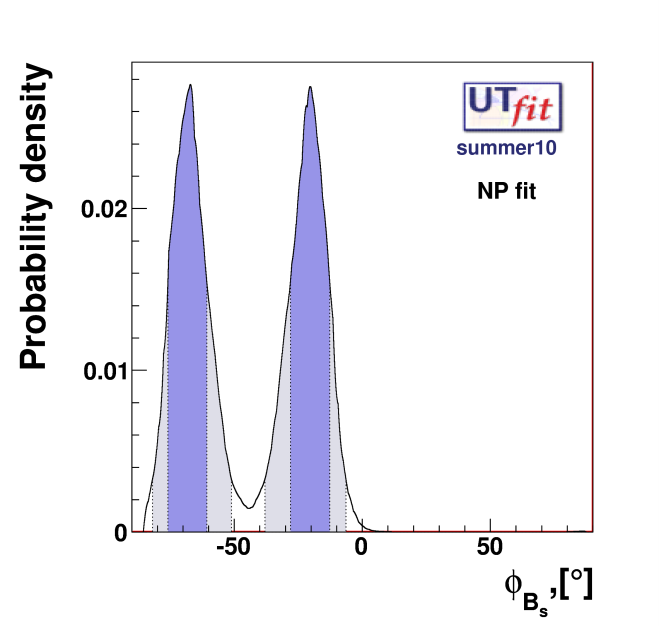 Probability density
UTfit
summer10
NP fit
0.02
0.01
0
-50
0
50
ϕBs,[°]